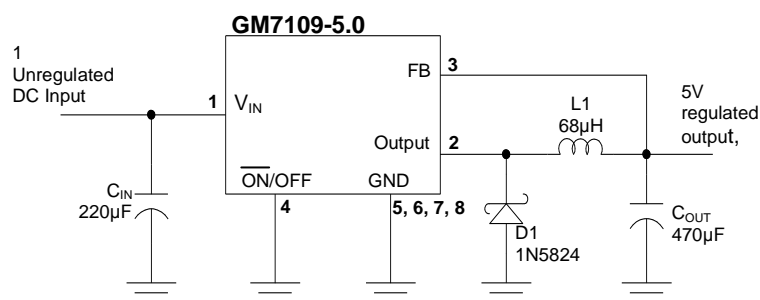 GM7109-5.0
1
Unregulated
DC Input
1
VIN
FB
3
Output
2
ON/OFF
4
GND
5, 6, 7, 8
L1
68µH
5V
regulated
output,
CIN
220µF
D1
1N5824
COUT
470µF